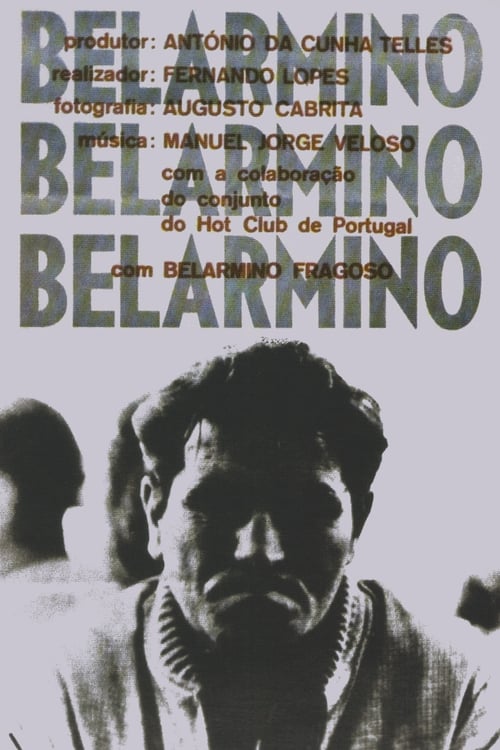 BELARMINO
produtor: ANTÓNIO DA CUNHA TELLES
realizador: FERNANDO LOPES
fotografia: AUGUSTO CABRITA
BELARMINO
música: MANUEL JORGE VELOSO
com a colaboração
do conjunto
do Hot Club de Portugal
BELARMINO
com BELARMINO FRAGOSO